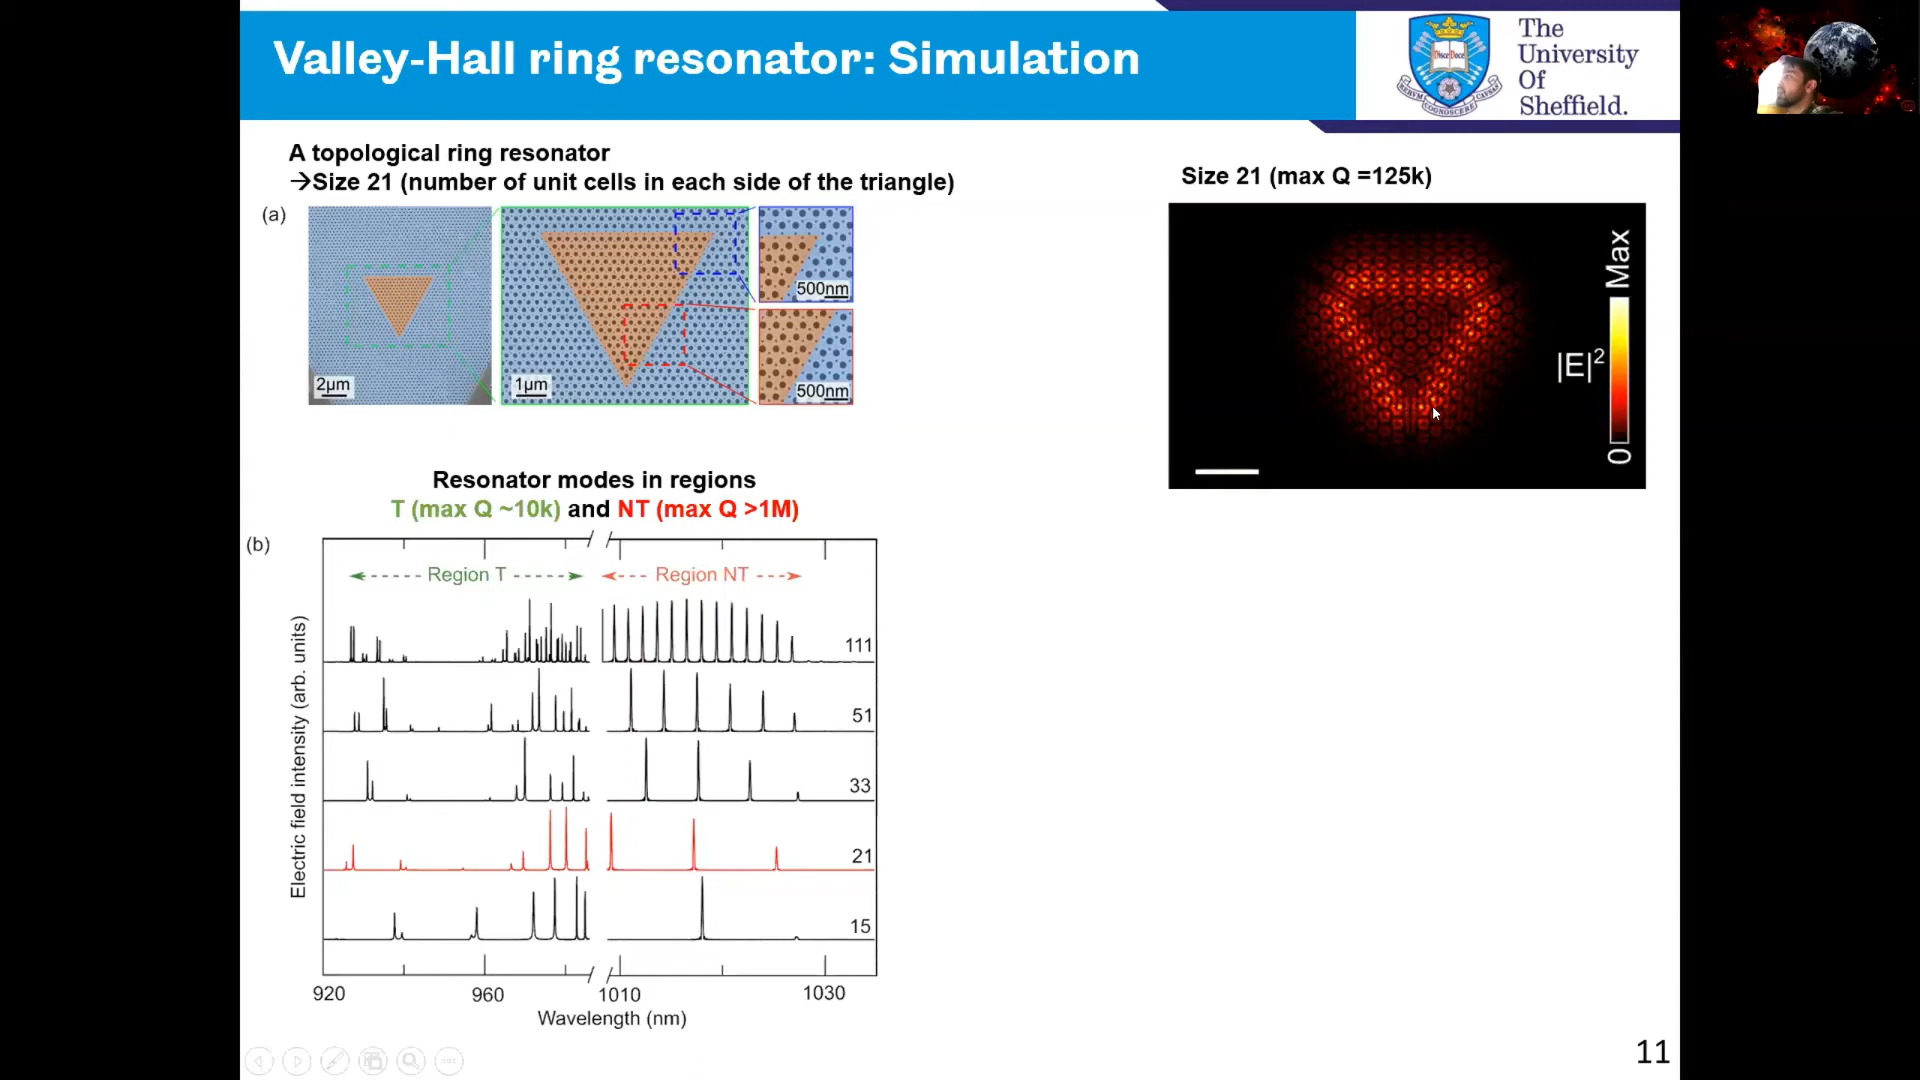 Valley-Hall ring resonator: Simulation
The
University
Of
Sheffield.
A topological ring resonator
→Size 21 (number of unit cells in each side of the triangle)
(a)
2µm
1µm
500nm
500nm
Size 21 (max Q =125k)
Max
|E|²
0
Resonator modes in regions
T (max Q ~10k) and NT (max Q >1M)
(b)
Region T
Region NT
111
51
33
21
15
Electric field intensity (arb. units)
920
960
1010
1030
Wavelength (nm)
11